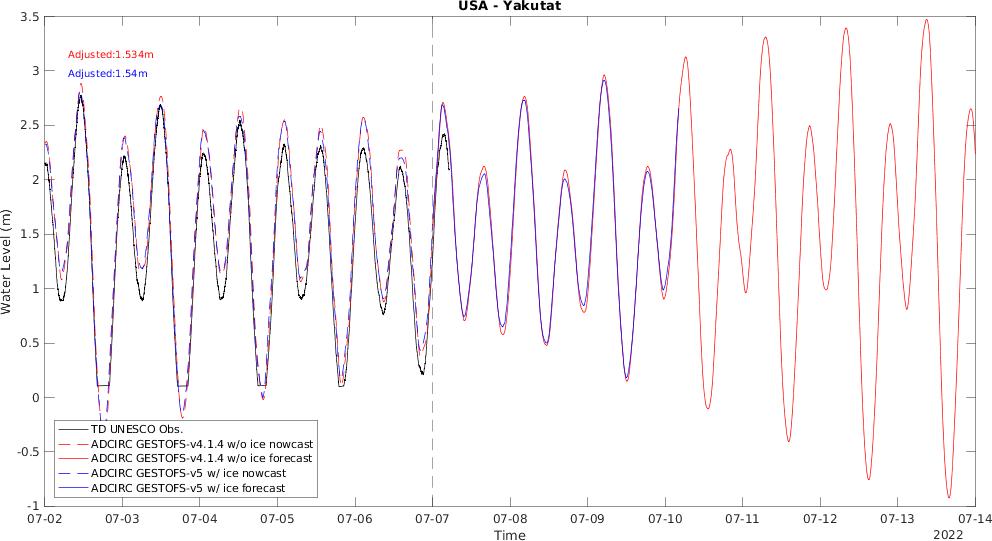 USA - Yakutat
3.5
Adjusted:1.534m
3
Adjusted:1.54m
2.5
2
1.5
1
0.5
0
-0.5
-1
Water Level (m)
TD UNESCO Obs.
ADCIRC GESTOFS-v4.1.4 w/o ice nowcast
ADCIRC GESTOFS-v4.1.4 w/o ice forecast
ADCIRC GESTOFS-v5 w/ ice nowcast
ADCIRC GESTOFS-v5 w/ ice forecast
07-02 07-03 07-04 07-05 07-06 07-07 07-08 07-09 07-10 07-11 07-12 07-13 07-14
Time
2022